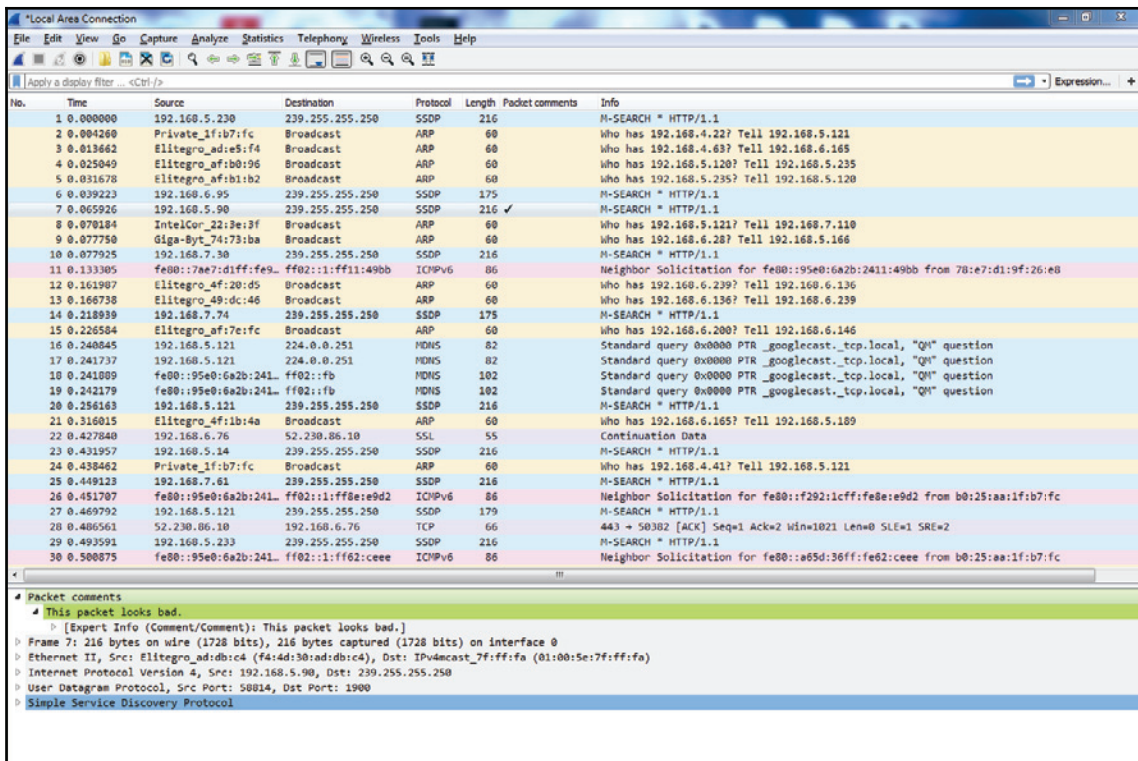 *Local Area Connection
File Edit View Go Capture Analyze Statistics Telephony Wireless Tools Help
Apply a display filter ... <Ctrl-/> Expression... +
No. Time Source Destination Protocol Length Packet comments Info
1 0.000000 192.168.5.230 239.255.255.250 SSDP 216 M-SEARCH * HTTP/1.1
2 0.004260 Private_1f:b7:fc Broadcast ARP 60 Who has 192.168.4.22? Tell 192.168.5.121
3 0.013662 Elitegro_ad:e5:f4 Broadcast ARP 60 Who has 192.168.4.63? Tell 192.168.6.165
4 0.025049 Elitegro_af:b0:96 Broadcast ARP 60 Who has 192.168.5.120? Tell 192.168.5.235
5 0.031678 Elitegro_af:b1:b2 Broadcast ARP 60 Who has 192.168.5.235? Tell 192.168.5.120
6 0.039223 192.168.6.95 239.255.255.250 SSDP 175 M-SEARCH * HTTP/1.1
7 0.065926 192.168.5.90 239.255.255.250 SSDP 216 ✓ M-SEARCH * HTTP/1.1
8 0.070184 IntelCor_22:3e:3f Broadcast ARP 60 Who has 192.168.5.121? Tell 192.168.7.110
9 0.077750 Giga-Byt_74:73:ba Broadcast ARP 60 Who has 192.168.6.28? Tell 192.168.5.166
10 0.077925 192.168.7.30 239.255.255.250 SSDP 216 M-SEARCH * HTTP/1.1
11 0.133305 fe80::7ae7:d1ff:fe9… ff02::1:ff11:49bb ICMPv6 86 Neighbor Solicitation for fe80::95e0:6a2b:2411:49bb from 78:e7:d1:9f:26:e8
12 0.161987 Elitegro_4f:20:d5 Broadcast ARP 60 Who has 192.168.6.239? Tell 192.168.6.136
13 0.166738 Elitegro_49:dc:46 Broadcast ARP 60 Who has 192.168.6.136? Tell 192.168.6.239
14 0.218939 192.168.7.74 239.255.255.250 SSDP 175 M-SEARCH * HTTP/1.1
15 0.226584 Elitegro_af:7e:fc Broadcast ARP 60 Who has 192.168.6.200? Tell 192.168.6.146
16 0.240845 192.168.5.121 224.0.0.251 MDNS 82 Standard query 0x0000 PTR _googlecast._tcp.local, "QM" question
17 0.241737 192.168.5.121 224.0.0.251 MDNS 82 Standard query 0x0000 PTR _googlecast._tcp.local, "QM" question
18 0.241889 fe80::95e0:6a2b:241… ff02::fb MDNS 102 Standard query 0x0000 PTR _googlecast._tcp.local, "QM" question
19 0.242179 fe80::95e0:6a2b:241… ff02::fb MDNS 102 Standard query 0x0000 PTR _googlecast._tcp.local, "QM" question
20 0.256163 192.168.5.121 239.255.255.250 SSDP 216 M-SEARCH * HTTP/1.1
21 0.316015 Elitegro_4f:1b:4a Broadcast ARP 60 Who has 192.168.6.165? Tell 192.168.5.189
22 0.427840 192.168.6.76 52.230.86.10 SSL 55 Continuation Data
23 0.431957 192.168.5.14 239.255.255.250 SSDP 216 M-SEARCH * HTTP/1.1
24 0.438462 Private_1f:b7:fc Broadcast ARP 60 Who has 192.168.4.41? Tell 192.168.5.121
25 0.449123 192.168.7.61 239.255.255.250 SSDP 216 M-SEARCH * HTTP/1.1
26 0.451707 fe80::95e0:6a2b:241… ff02::1:ff8e:e9d2 ICMPv6 86 Neighbor Solicitation for fe80::f292:1cff:fe8e:e9d2 from b0:25:aa:1f:b7:fc
27 0.469792 192.168.5.121 239.255.255.250 SSDP 179 M-SEARCH * HTTP/1.1
28 0.486561 52.230.86.10 192.168.6.76 TCP 66 443 → 50382 [ACK] Seq=1 Ack=2 Win=1021 Len=0 SLE=1 SRE=2
29 0.493591 192.168.5.233 239.255.255.250 SSDP 216 M-SEARCH * HTTP/1.1
30 0.500875 fe80::95e0:6a2b:241… ff02::1:ff62:ceee ICMPv6 86 Neighbor Solicitation for fe80::a65d:36ff:fe62:ceee from b0:25:aa:1f:b7:fc
Packet comments
This packet looks bad.
[Expert Info (Comment/Comment): This packet looks bad.]
Frame 7: 216 bytes on wire (1728 bits), 216 bytes captured (1728 bits) on interface 0
Ethernet II, Src: Elitegro_ad:db:c4 (f4:4d:30:ad:db:c4), Dst: IPv4mcast_7f:ff:fa (01:00:5e:7f:ff:fa)
Internet Protocol Version 4, Src: 192.168.5.90, Dst: 239.255.255.250
User Datagram Protocol, Src Port: 58814, Dst Port: 1900
Simple Service Discovery Protocol